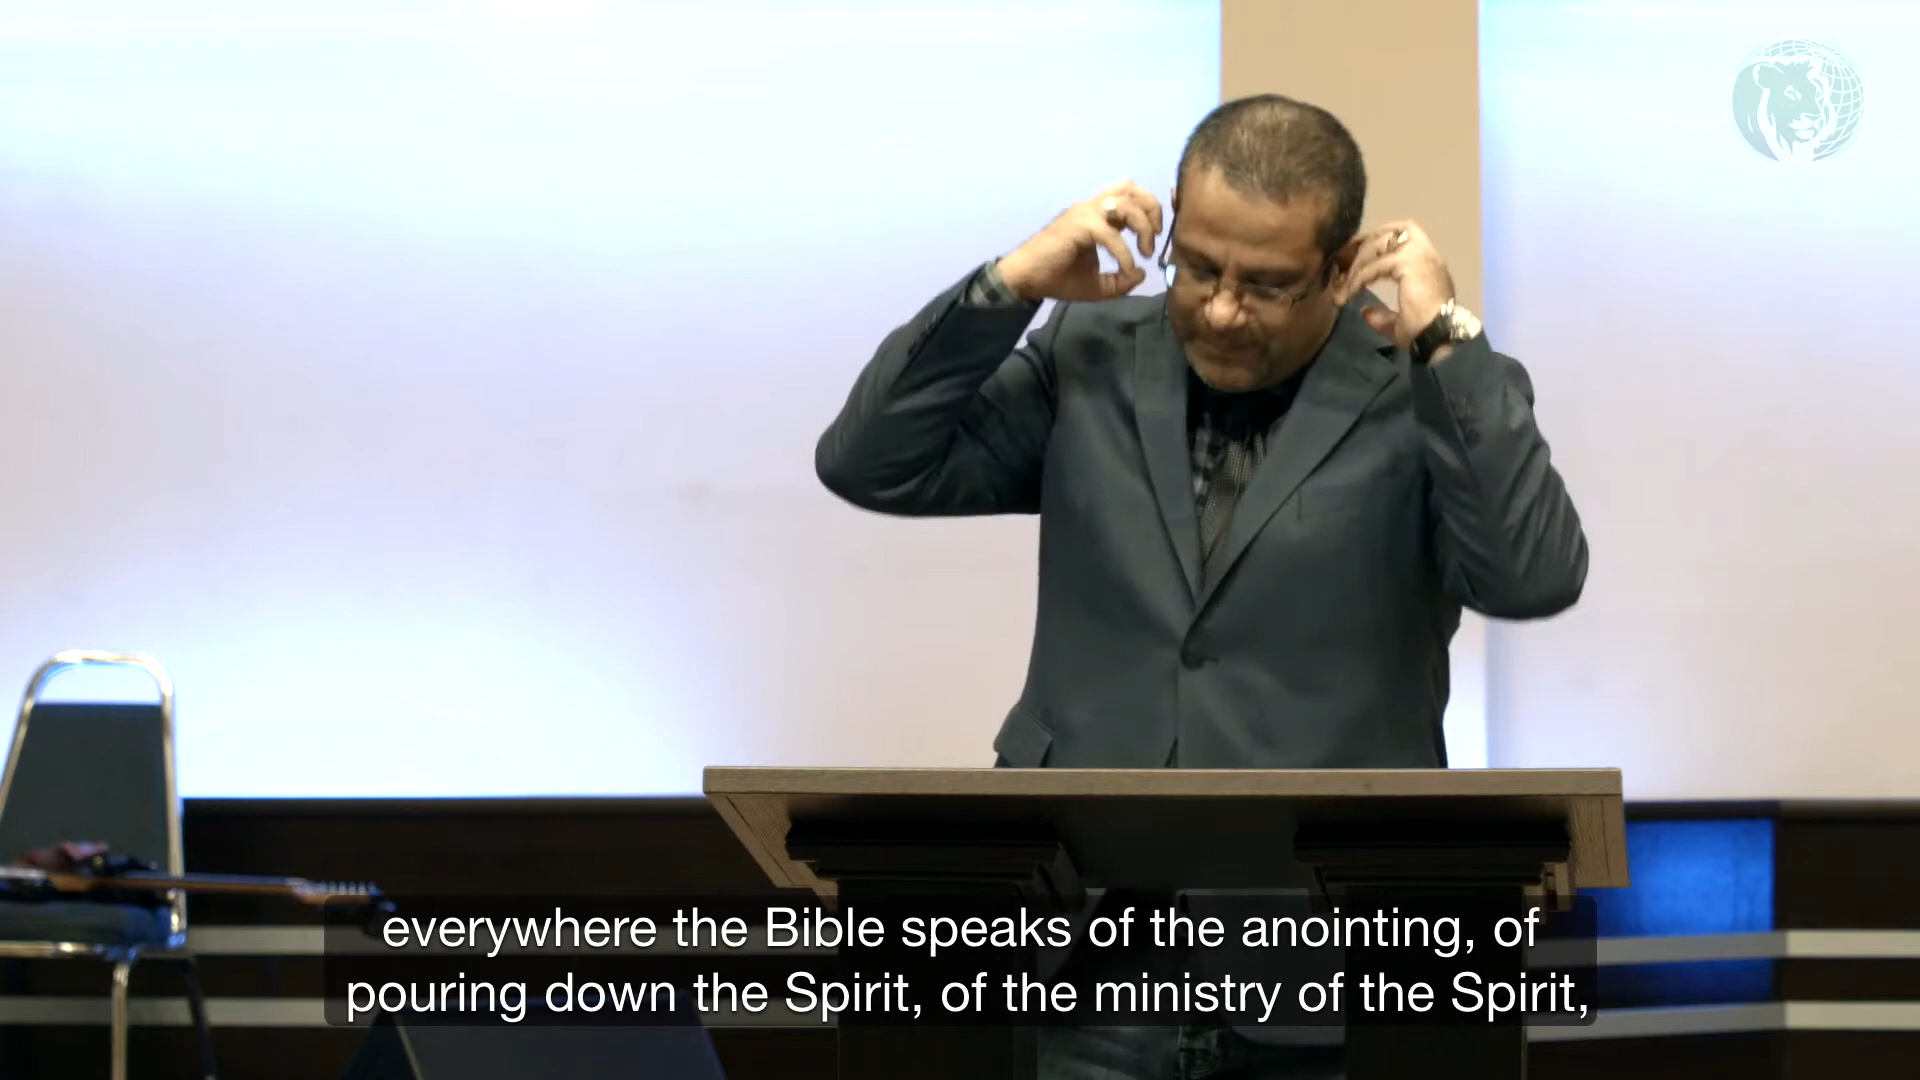 everywhere the Bible speaks of the anointing, of
pouring down the Spirit, of the ministry of the Spirit,